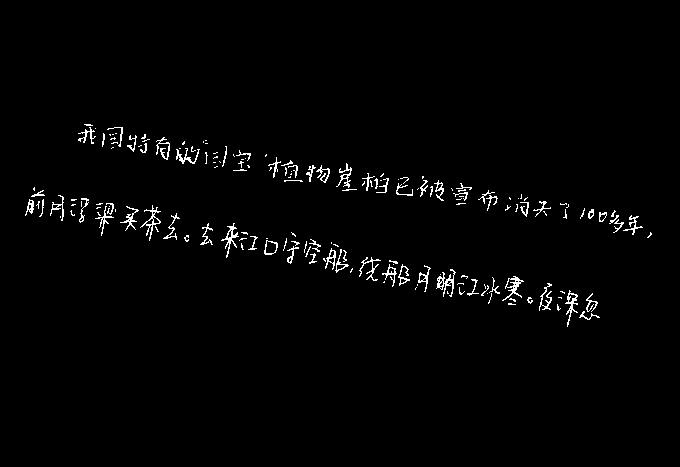 我国特有的“国宝”植物崖柏已被宣布消失了100多年，
前月浮梁买茶去。去来江口守空船，绕船月明江水寒。夜深忽